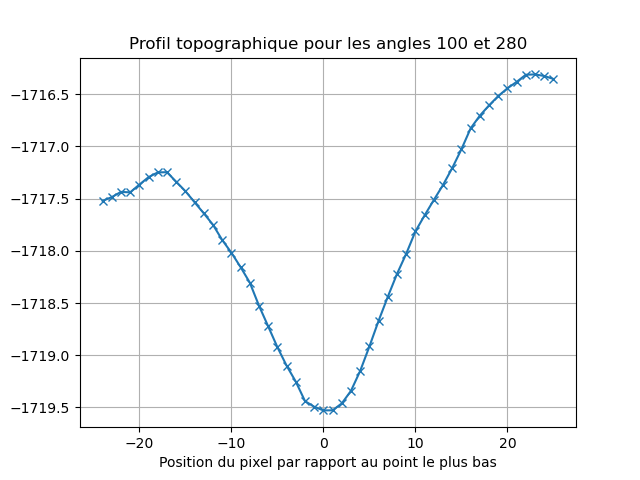 Profil topographique pour les angles 100 et 280
−1716.5
−1717.0
−1717.5
−1718.0
−1718.5
−1719.0
−1719.5
−20 −10 0 10 20
Position du pixel par rapport au point le plus bas